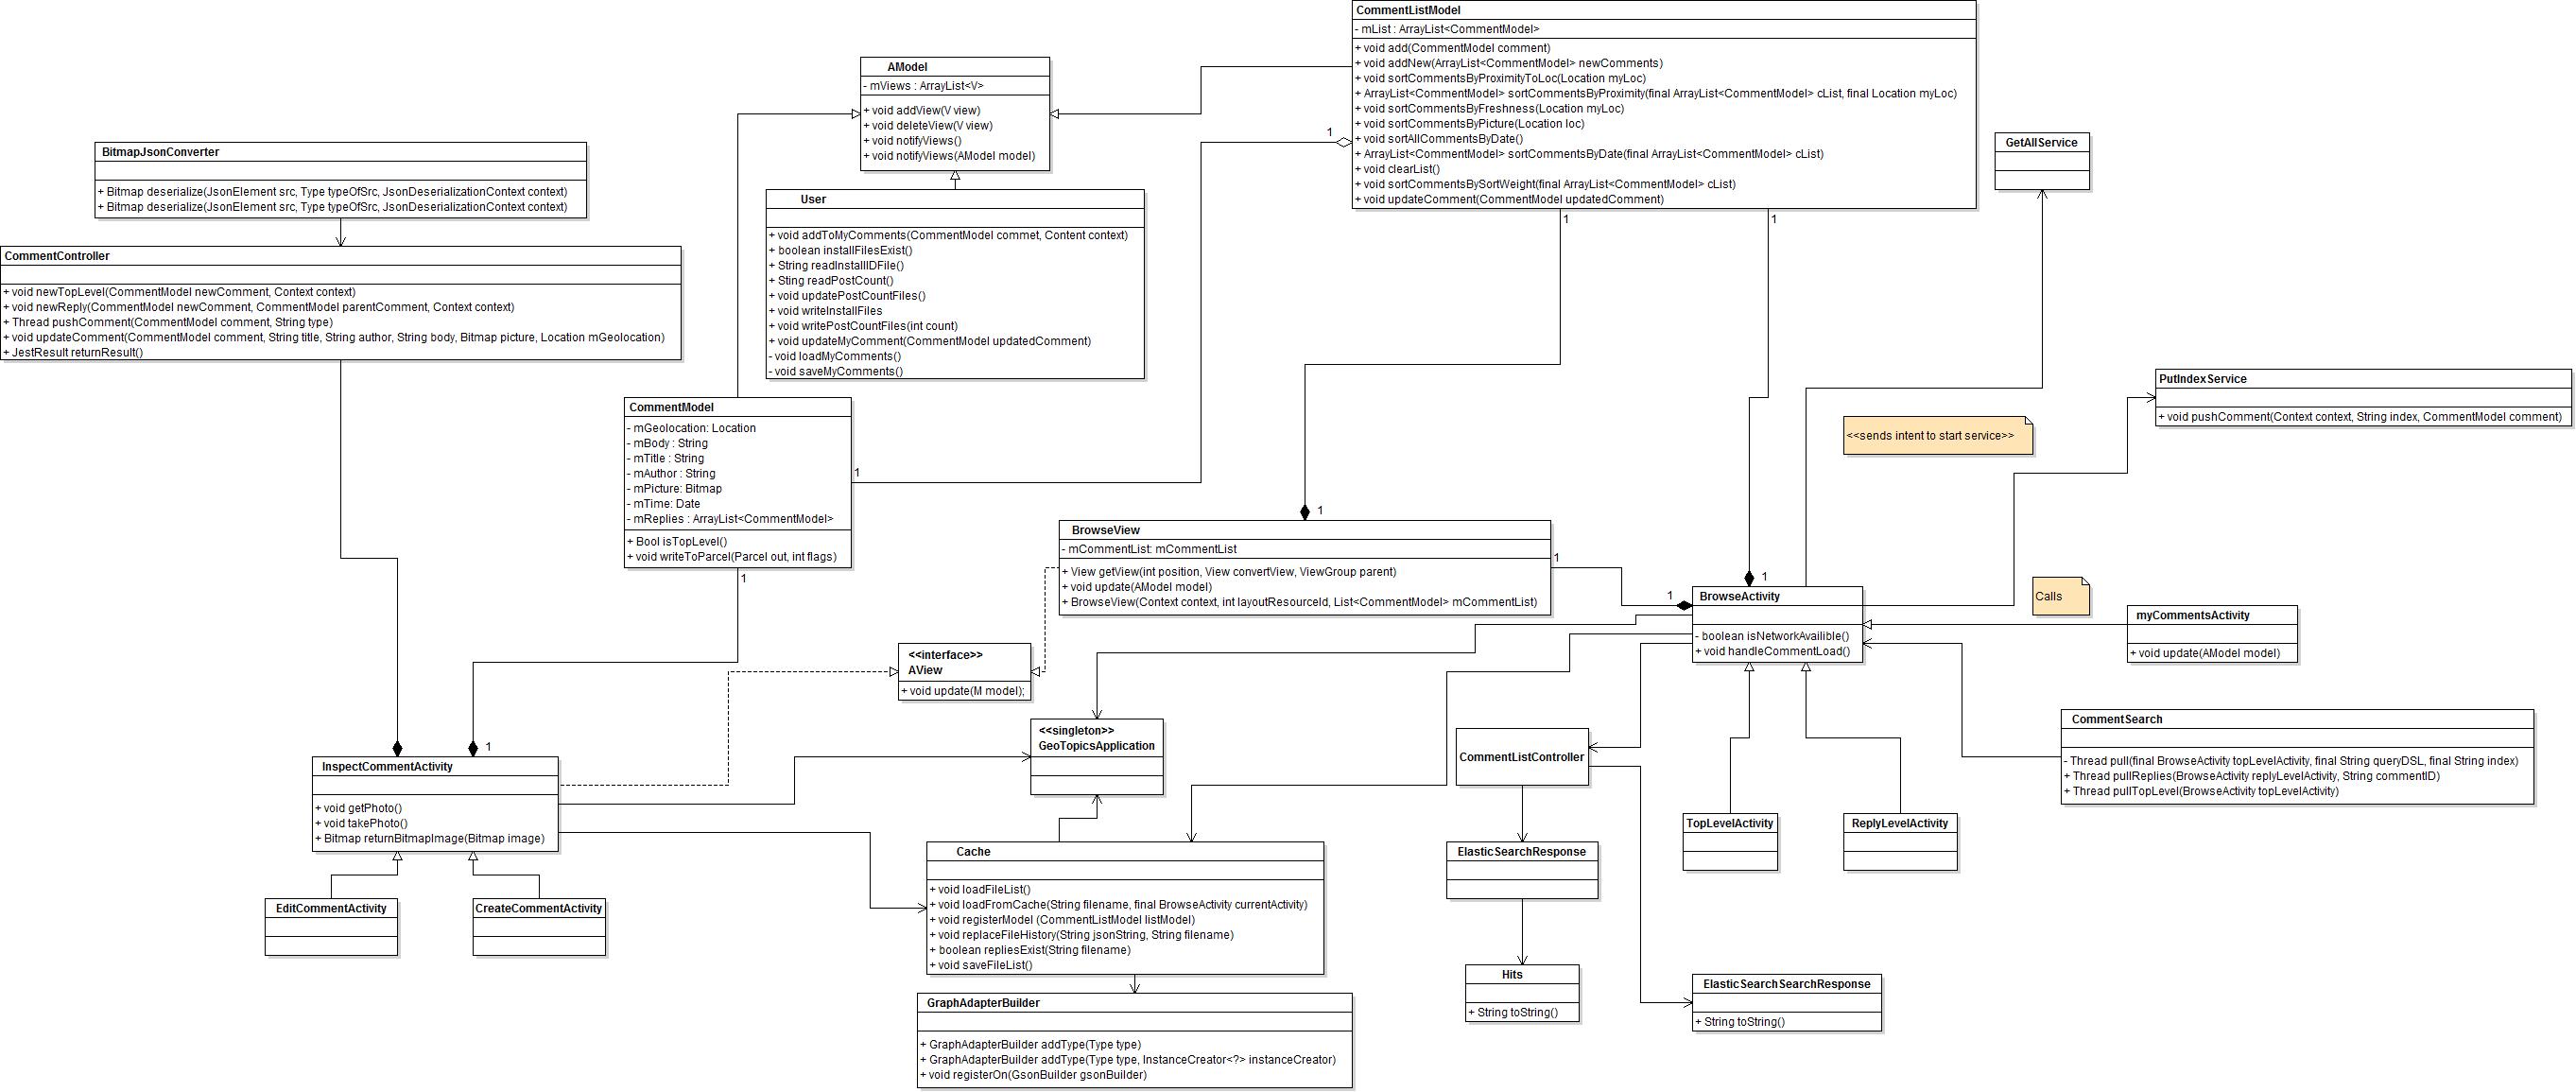 CommentListModel
- mList : ArrayList<CommentModel>
+ void add(CommentModel comment)
+ void addNew(ArrayList<CommentModel> newComments)
+ void sortCommentsByProximityToLoc(Location myLoc)
+ ArrayList<CommentModel> sortCommentsByProximity(final ArrayList<CommentModel> cList, final Location myLoc)
+ void sortCommentsByFreshness(Location myLoc)
+ void sortCommentsByPicture(Location loc)
+ void sortAllCommentsByDate()
+ ArrayList<CommentModel> sortCommentsByDate(final ArrayList<CommentModel> cList)
+ void clearList()
+ void sortCommentsBySortWeight(final ArrayList<CommentModel> cList)
+ void updateComment(CommentModel updatedComment)
1
1
1
AModel
- mViews : ArrayList<V>
+ void addView(V view)
+ void deleteView(V view)
+ void notifyViews()
+ void notifyViews(AModel model)
GetAllService
BitmapJsonConverter
+ Bitmap deserialize(JsonElement src, Type typeOfSrc, JsonDeserializationContext context)
+ Bitmap deserialize(JsonElement src, Type typeOfSrc, JsonDeserializationContext context)
User
+ void addToMyComments(CommentModel commet, Content context)
+ boolean installFilesExist()
+ String readInstallIDFile()
+ Sting readPostCount()
+ void updatePostCountFiles()
+ void writeInstallFiles
+ void writePostCountFiles(int count)
+ void updateMyComment(CommentModel updatedComment)
- void loadMyComments()
- void saveMyComments()
CommentController
+ void newTopLevel(CommentModel newComment, Context context)
+ void newReply(CommentModel newComment, CommentModel parentComment, Context context)
+ Thread pushComment(CommentModel comment, String type)
+ void updateComment(CommentModel comment, String title, String author, String body, Bitmap picture, Location mGeolocation)
+ JestResult returnResult()
PutIndexService
+ void pushComment(Context context, String index, CommentModel comment)
CommentModel
- mGeolocation: Location
- mBody : String
- mTitle : String
- mAuthor : String
- mPicture: Bitmap
- mTime: Date
- mReplies : ArrayList<CommentModel>
+ Bool isTopLevel()
+ void writeToParcel(Parcel out, int flags)
1
1
<<sends intent to start service>>
1
BrowseView
- mCommentList: mCommentList
+ View getView(int position, View convertView, ViewGroup parent)
+ void update(AModel model)
+ BrowseView(Context context, int layoutResourceId, List<CommentModel> mCommentList)
1
1
1
BrowseActivity
- boolean isNetworkAvailible()
+ void handleCommentLoad()
Calls
myCommentsActivity
+ void update(AModel model)
<<interface>>
AView
+ void update(M model);
<<singleton>>
GeoTopicsApplication
CommentSearch
- Thread pull(final BrowseActivity topLevelActivity, final String queryDSL, final String index)
+ Thread pullReplies(BrowseActivity replyLevelActivity, String commentID)
+ Thread pullTopLevel(BrowseActivity topLevelActivity)
CommentListController
1
InspectCommentActivity
+ void getPhoto()
+ void takePhoto()
+ Bitmap returnBitmapImage(Bitmap image)
TopLevelActivity
ReplyLevelActivity
Cache
+ void loadFileList()
+ void loadFromCache(String filename, final BrowseActivity currentActivity)
+ void registerModel (CommentListModel listModel)
+ void replaceFileHistory(String jsonString, String filename)
+ boolean repliesExist(String filename)
+ void saveFileList()
ElasticSearchResponse
EditCommentActivity
CreateCommentActivity
Hits
+ String toString()
ElasticSearchSearchResponse
+ String toString()
GraphAdapterBuilder
+ GraphAdapterBuilder addType(Type type)
+ GraphAdapterBuilder addType(Type type, InstanceCreator<?> instanceCreator)
+ void registerOn(GsonBuilder gsonBuilder)